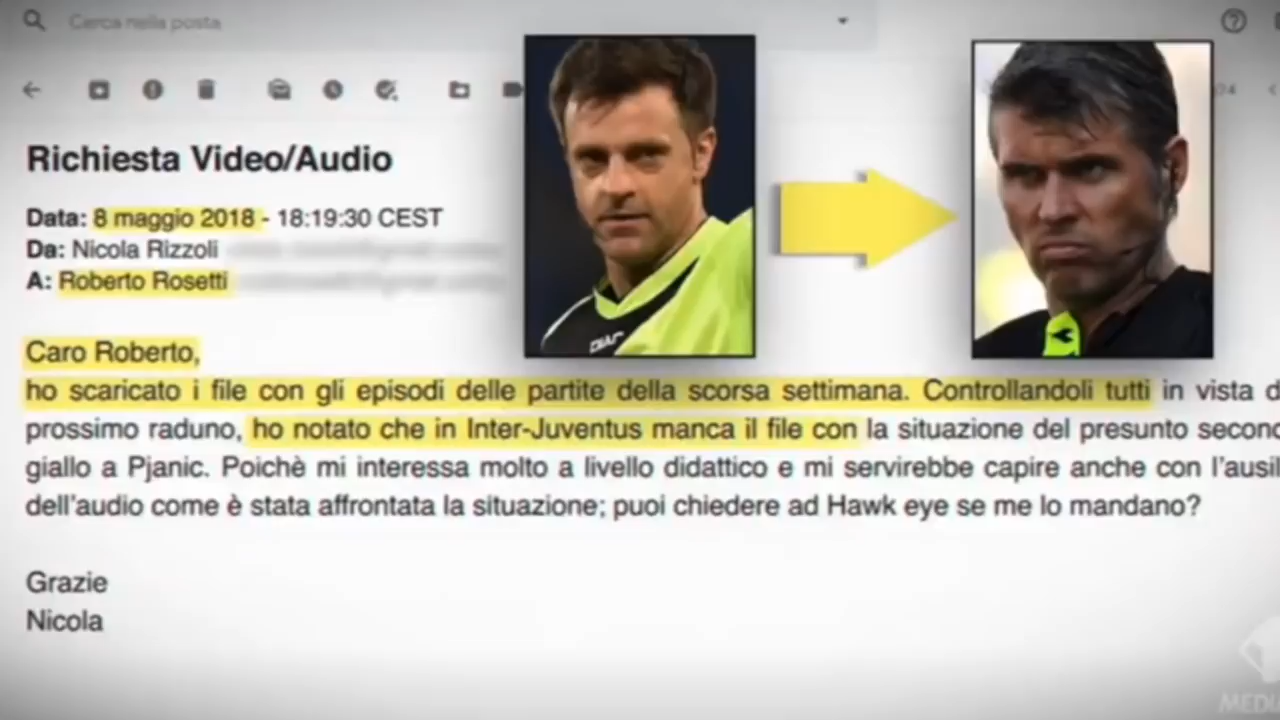 Cerca nella posta
Richiesta Video/Audio
Data: 8 maggio 2018 - 18:19:30 CEST
Da: Nicola Rizzoli
A: Roberto Rosetti
Caro Roberto,
ho scaricato i file con gli episodi delle partite della scorsa settimana. Controllandoli tutti in vista d
prossimo raduno, ho notato che in Inter-Juventus manca il file con la situazione del presunto second
giallo a Pjanic. Poichè mi interessa molto a livello didattico e mi servirebbe capire anche con l'ausil
dell'audio come è stata affrontata la situazione; puoi chiedere ad Hawk eye se me lo mandano?
Grazie
Nicola